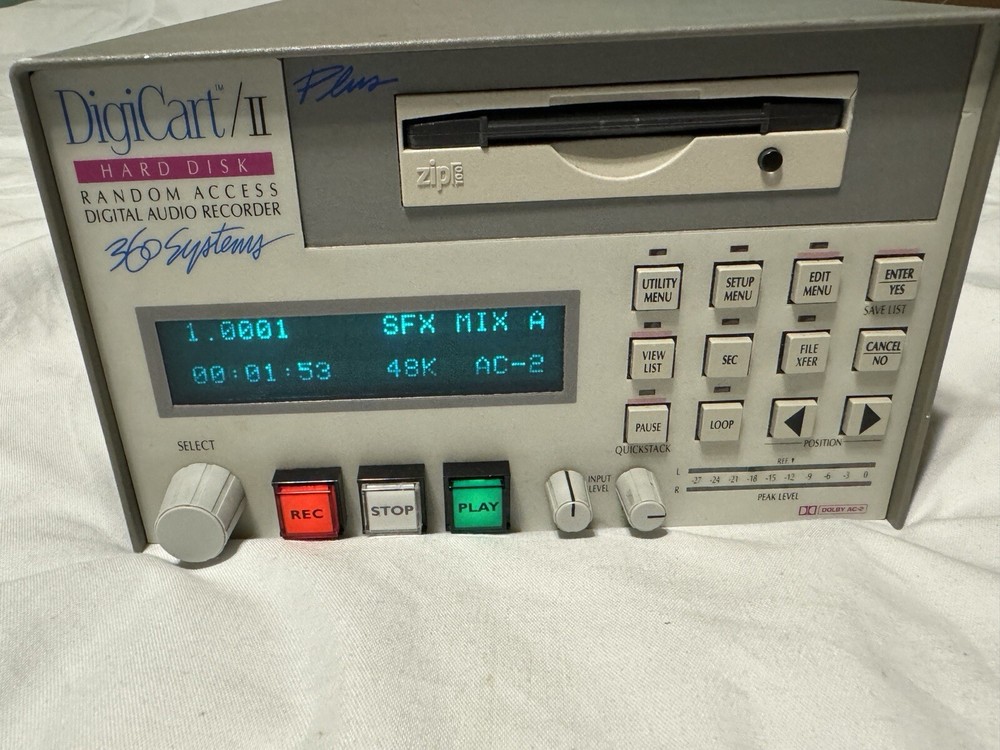 DigiCart™/II
Plus
HARD DISK
RANDOM ACCESS
DIGITAL AUDIO RECORDER
360 Systems
zip 100
1.0001 SFX MIX A
00:01:53 48K AC-2
UTILITY MENU
SETUP MENU
EDIT MENU
ENTER YES
SAVE LIST
VIEW LIST
SEC
FILE XFER
CANCEL NO
PAUSE
QUICKSTACK
LOOP
POSITION
SELECT
REC
STOP
PLAY
INPUT LEVEL
REF.
L
-27 -24 -21 -18 -15 -12 -9 -6 -3 0
R
PEAK LEVEL
DOLBY AC-2